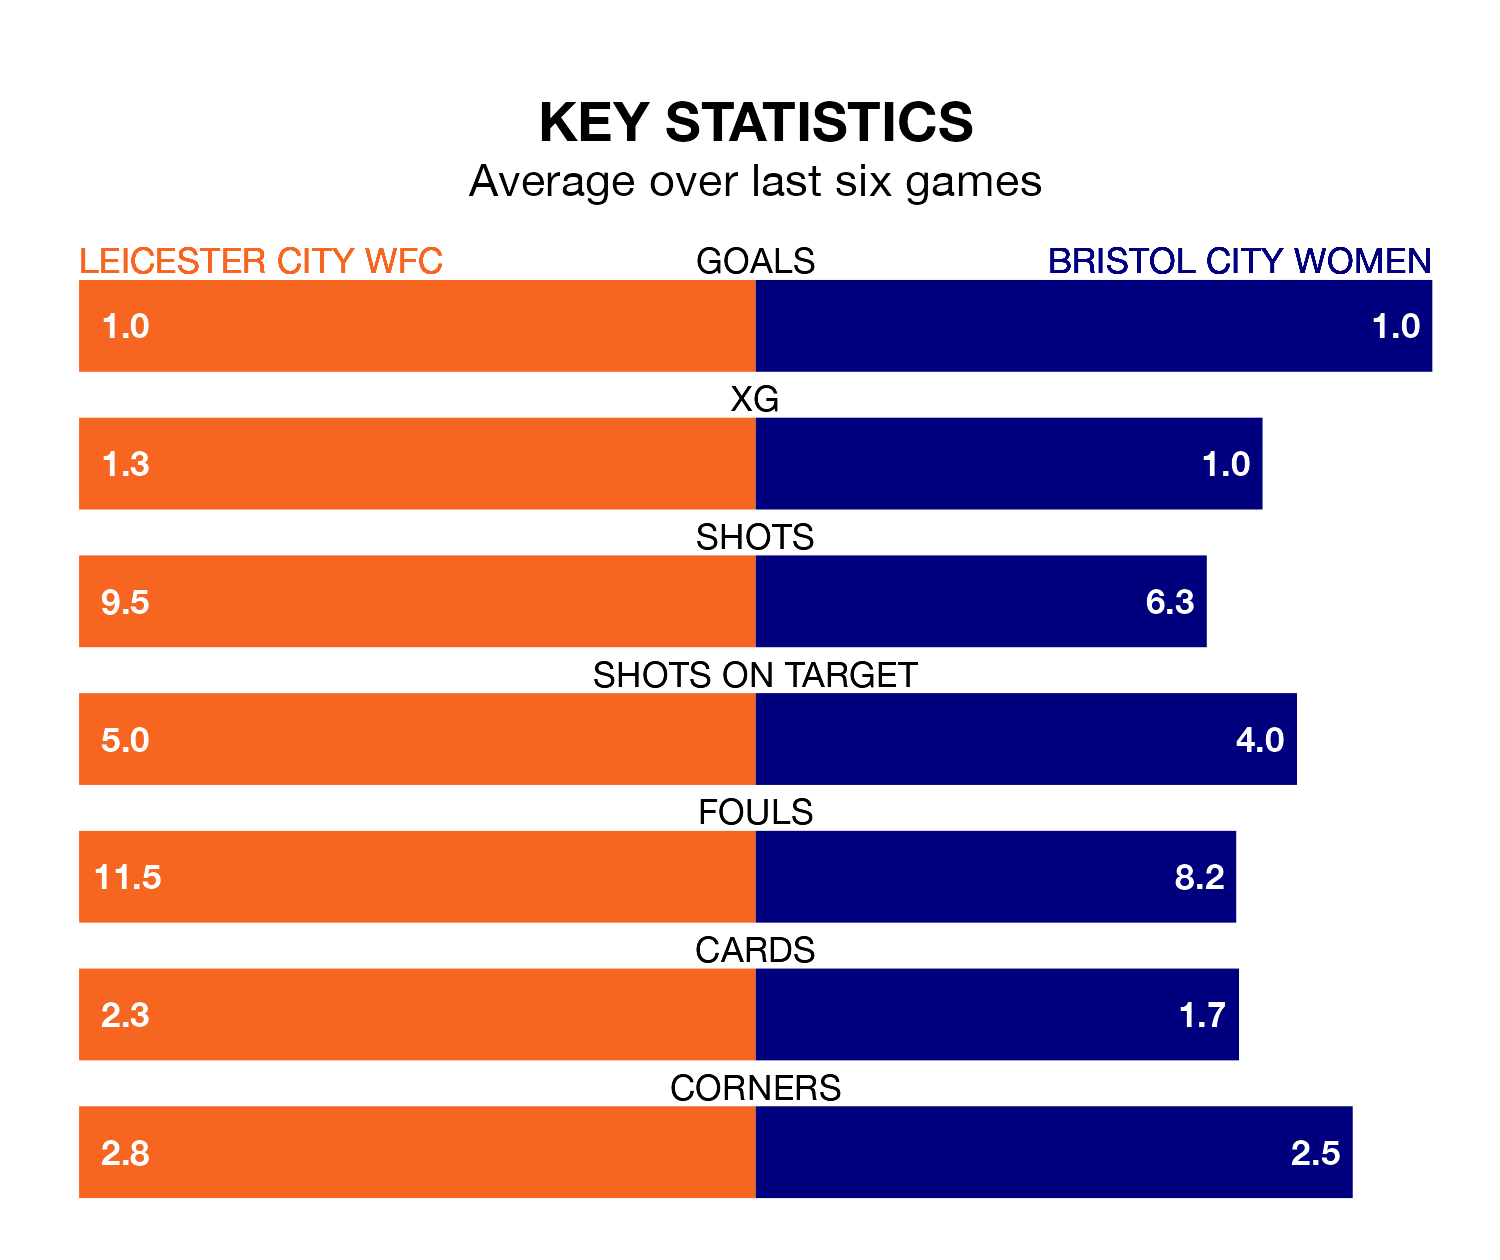 KEY STATISTICS
Average over last six games
LEICESTER CITY WFC GOALS BRISTOL CITY WOMEN
1.0 1.0
XG
1.3 1.0
SHOTS
9.5 6.3
SHOTS ON TARGET
5.0 4.0
FOULS
11.5 8.2
CARDS
2.3 1.7
CORNERS
2.8 2.5